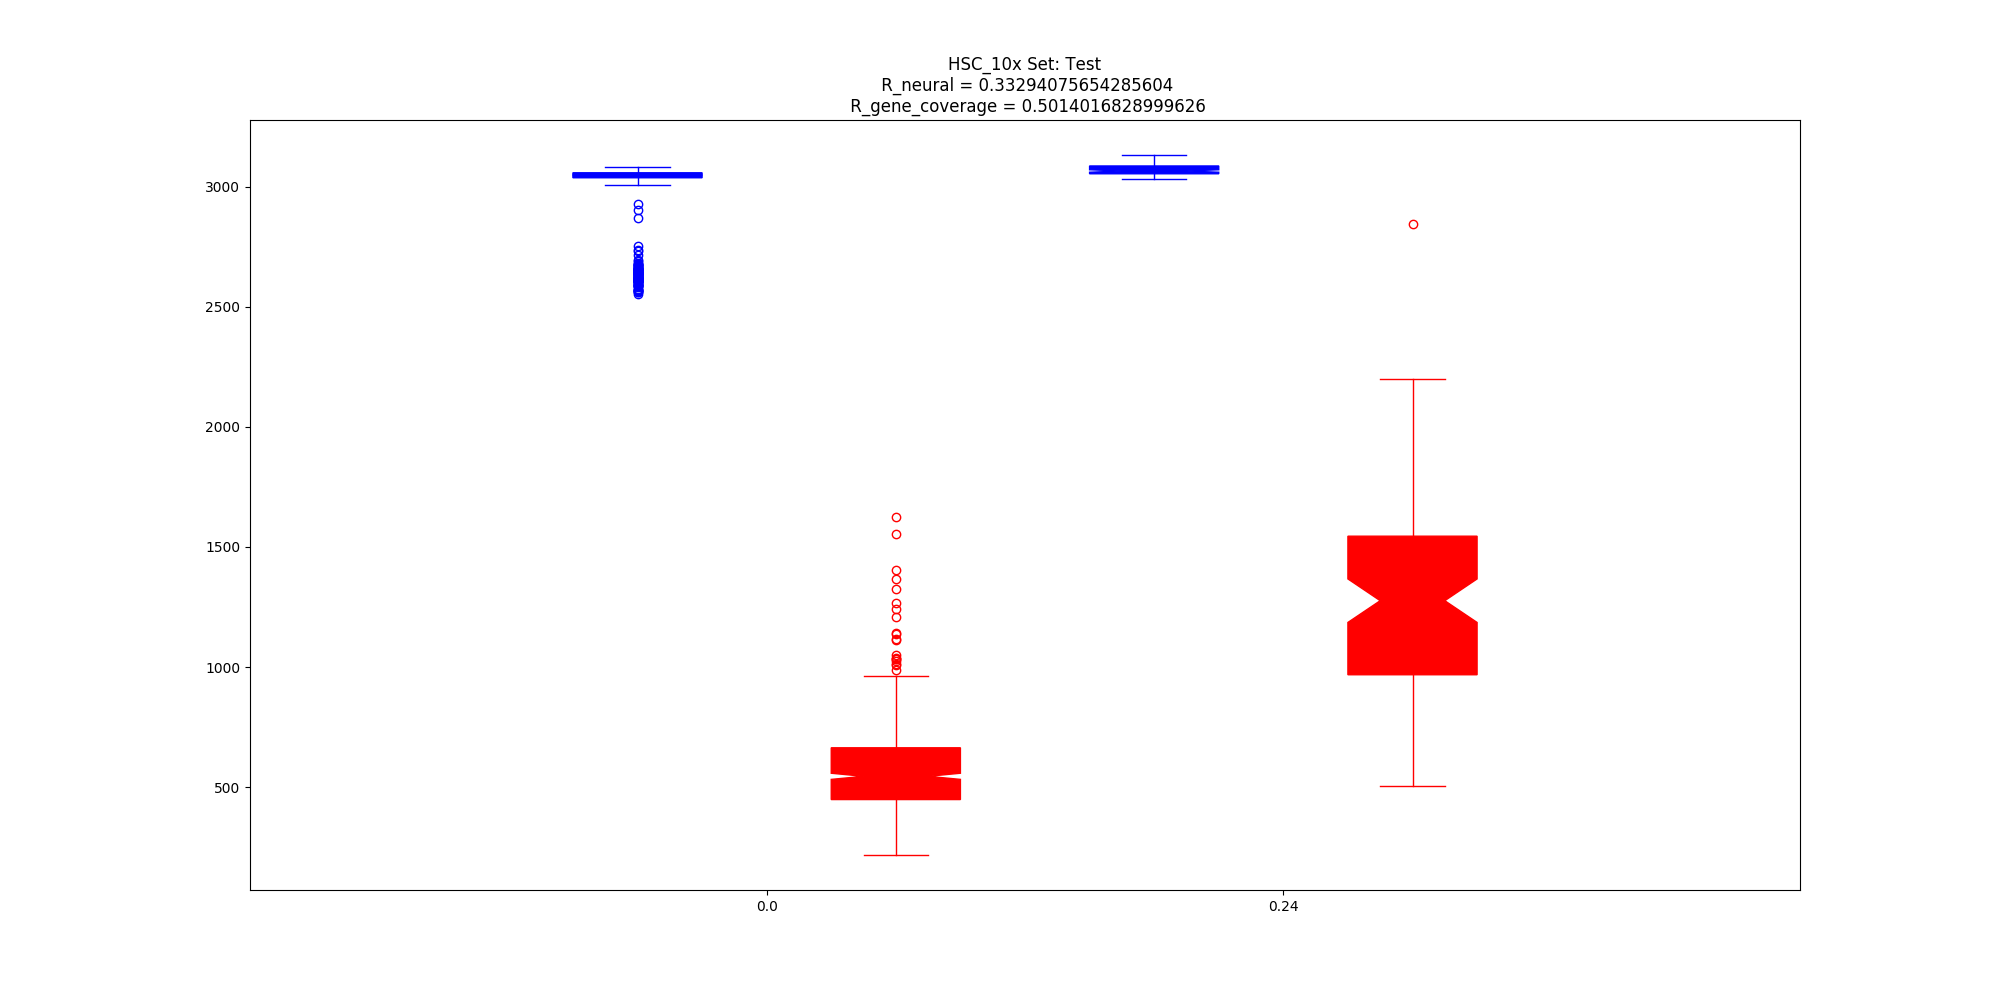 HSC_10x Set: Test
R_neural = 0.33294075654285604
R_gene_coverage = 0.5014016828999626
3000
2500
2000
1500
1000
500
0.0 0.24